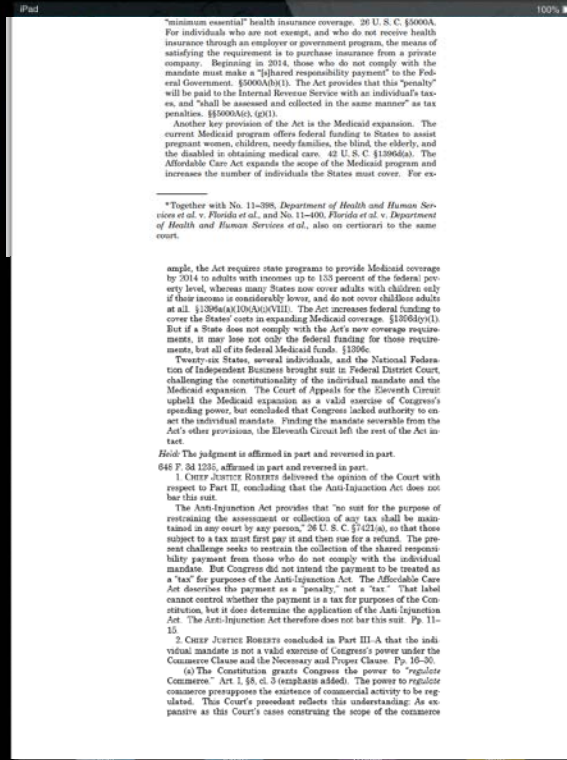 iPad
100%
"minimum essential" health insurance coverage. 26 U. S. C. §5000A.
For individuals who are not exempt, and who do not receive health
insurance through an employer or government program, the means of
satisfying the requirement is to purchase insurance from a private
company. Beginning in 2014, those who do not comply with the
mandate must make a "[s]hared responsibility payment" to the Fed-
eral Government. §5000A(b)(1). The Act provides that this "penalty"
will be paid to the Internal Revenue Service with an individual's tax-
es, and "shall be assessed and collected in the same manner" as tax
penalties. §§5000A(c), (g)(1).
Another key provision of the Act is the Medicaid expansion. The
current Medicaid program offers federal funding to States to assist
pregnant women, children, needy families, the blind, the elderly, and
the disabled in obtaining medical care. 42 U. S. C. §1396d(a). The
Affordable Care Act expands the scope of the Medicaid program and
increases the number of individuals the States must cover. For ex-
*Together with No. 11–398, Department of Health and Human Ser-
vices et al. v. Florida et al., and No. 11–400, Florida et al. v. Department
of Health and Human Services et al., also on certiorari to the same
court.
ample, the Act requires state programs to provide Medicaid coverage
by 2014 to adults with incomes up to 133 percent of the federal pov-
erty level, whereas many States now cover adults with children only
if their income is considerably lower, and do not cover childless adults
at all. §1396a(a)(10)(A)(i)(VIII). The Act increases federal funding to
cover the States' costs in expanding Medicaid coverage. §1396d(y)(1).
But if a State does not comply with the Act's new coverage require-
ments, it may lose not only the federal funding for those require-
ments, but all of its federal Medicaid funds. §1396c.
Twenty-six States, several individuals, and the National Federa-
tion of Independent Business brought suit in Federal District Court,
challenging the constitutionality of the individual mandate and the
Medicaid expansion. The Court of Appeals for the Eleventh Circuit
upheld the Medicaid expansion as a valid exercise of Congress's
spending power, but concluded that Congress lacked authority to en-
act the individual mandate. Finding the mandate severable from the
Act's other provisions, the Eleventh Circuit left the rest of the Act in-
tact.
Held: The judgment is affirmed in part and reversed in part.
648 F. 3d 1235, affirmed in part and reversed in part.
1. CHIEF JUSTICE ROBERTS delivered the opinion of the Court with
respect to Part II, concluding that the Anti-Injunction Act does not
bar this suit.
The Anti-Injunction Act provides that "no suit for the purpose of
restraining the assessment or collection of any tax shall be main-
tained in any court by any person," 26 U. S. C. §7421(a), so that those
subject to a tax must first pay it and then sue for a refund. The pre-
sent challenge seeks to restrain the collection of the shared responsi-
bility payment from those who do not comply with the individual
mandate. But Congress did not intend the payment to be treated as
a "tax" for purposes of the Anti-Injunction Act. The Affordable Care
Act describes the payment as a "penalty," not a "tax." That label
cannot control whether the payment is a tax for purposes of the Con-
stitution, but it does determine the application of the Anti-Injunction
Act. The Anti-Injunction Act therefore does not bar this suit. Pp. 11–
15.
2. CHIEF JUSTICE ROBERTS concluded in Part III–A that the indi-
vidual mandate is not a valid exercise of Congress's power under the
Commerce Clause and the Necessary and Proper Clause. Pp. 16–30.
(a) The Constitution grants Congress the power to "regulate
Commerce." Art. I, §8, cl. 3 (emphasis added). The power to regulate
commerce presupposes the existence of commercial activity to be reg-
ulated. This Court's precedent reflects this understanding: As ex-
pansive as this Court's cases construing the scope of the commerce